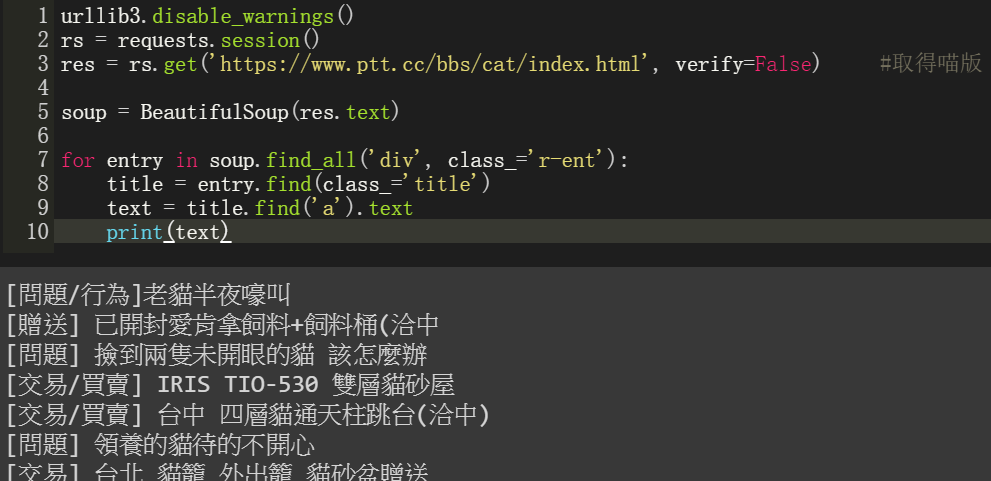 1 urllib3.disable_warnings()
2 rs = requests.session()
3 res = rs.get('https://www.ptt.cc/bbs/cat/index.html', verify=False) #取得喵版
4
5 soup = BeautifulSoup(res.text)
6
7 for entry in soup.find_all('div', class_='r-ent'):
8 title = entry.find(class_='title')
9 text = title.find('a').text
10 print(text)
[問題/行為]老貓半夜嚎叫
[贈送] 已開封愛肯拿飼料+飼料桶(洽中
[問題] 撿到兩隻未開眼的貓 該怎麼辦
[交易/買賣] IRIS TIO-530 雙層貓砂屋
[交易/買賣] 台中 四層貓通天柱跳台(洽中)
[問題] 領養的貓待的不開心
[交易] 台北 貓籠 外出籠 貓砂盆贈送